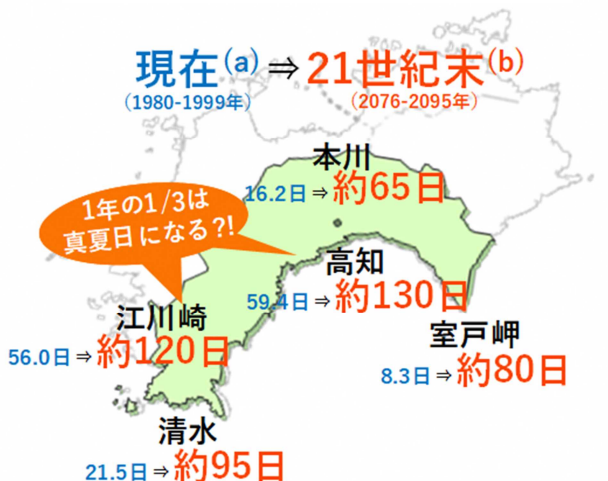 現在(a)⇒21世紀末(b)
(1980-1999年)
(2076-2095年)
本川
16.2日⇒約65日
1年の1/3は
真夏日になる?!
高知
59.4日⇒約130日
江川崎
56.0日⇒約120日
室戸岬
8.3日⇒約80日
清水
21.5日⇒約95日